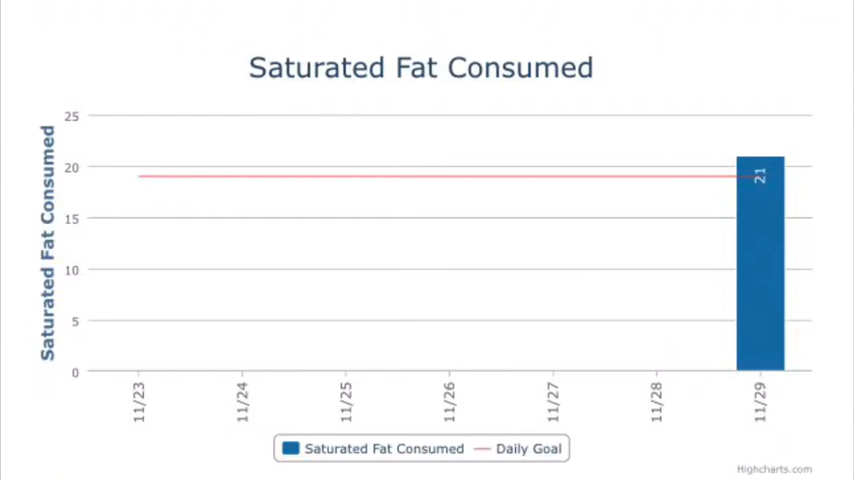 Saturated Fat Consumed
Saturated Fat Consumed
25
20
15
10
5
0
21
11/23
11/24
11/25
11/26
11/27
11/28
11/29
Saturated Fat Consumed
Daily Goal
Highcharts.com